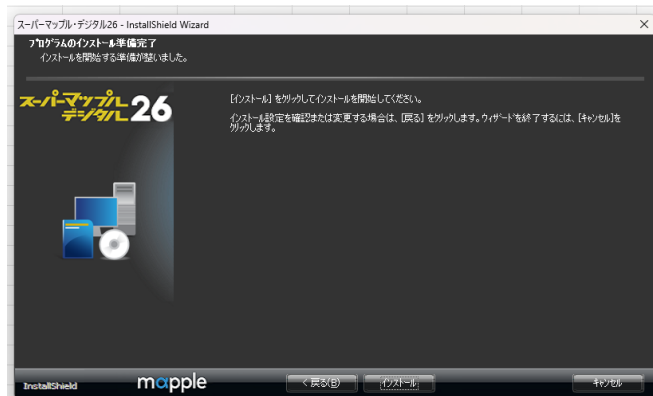 スーパーマップル・デジタル26 - InstallShield Wizard
プログラムのインストール準備完了
インストールを開始する準備が整いました。
スーパーマップル
デジタル 26
[インストール] をクリックしてインストールを開始してください。
インストール設定を確認または変更する場合は、[戻る] をクリックします。ウィザードを終了するには、[キャンセル]を
クリックします。
InstallShield
mapple
< 戻る(B)
インストール
キャンセル